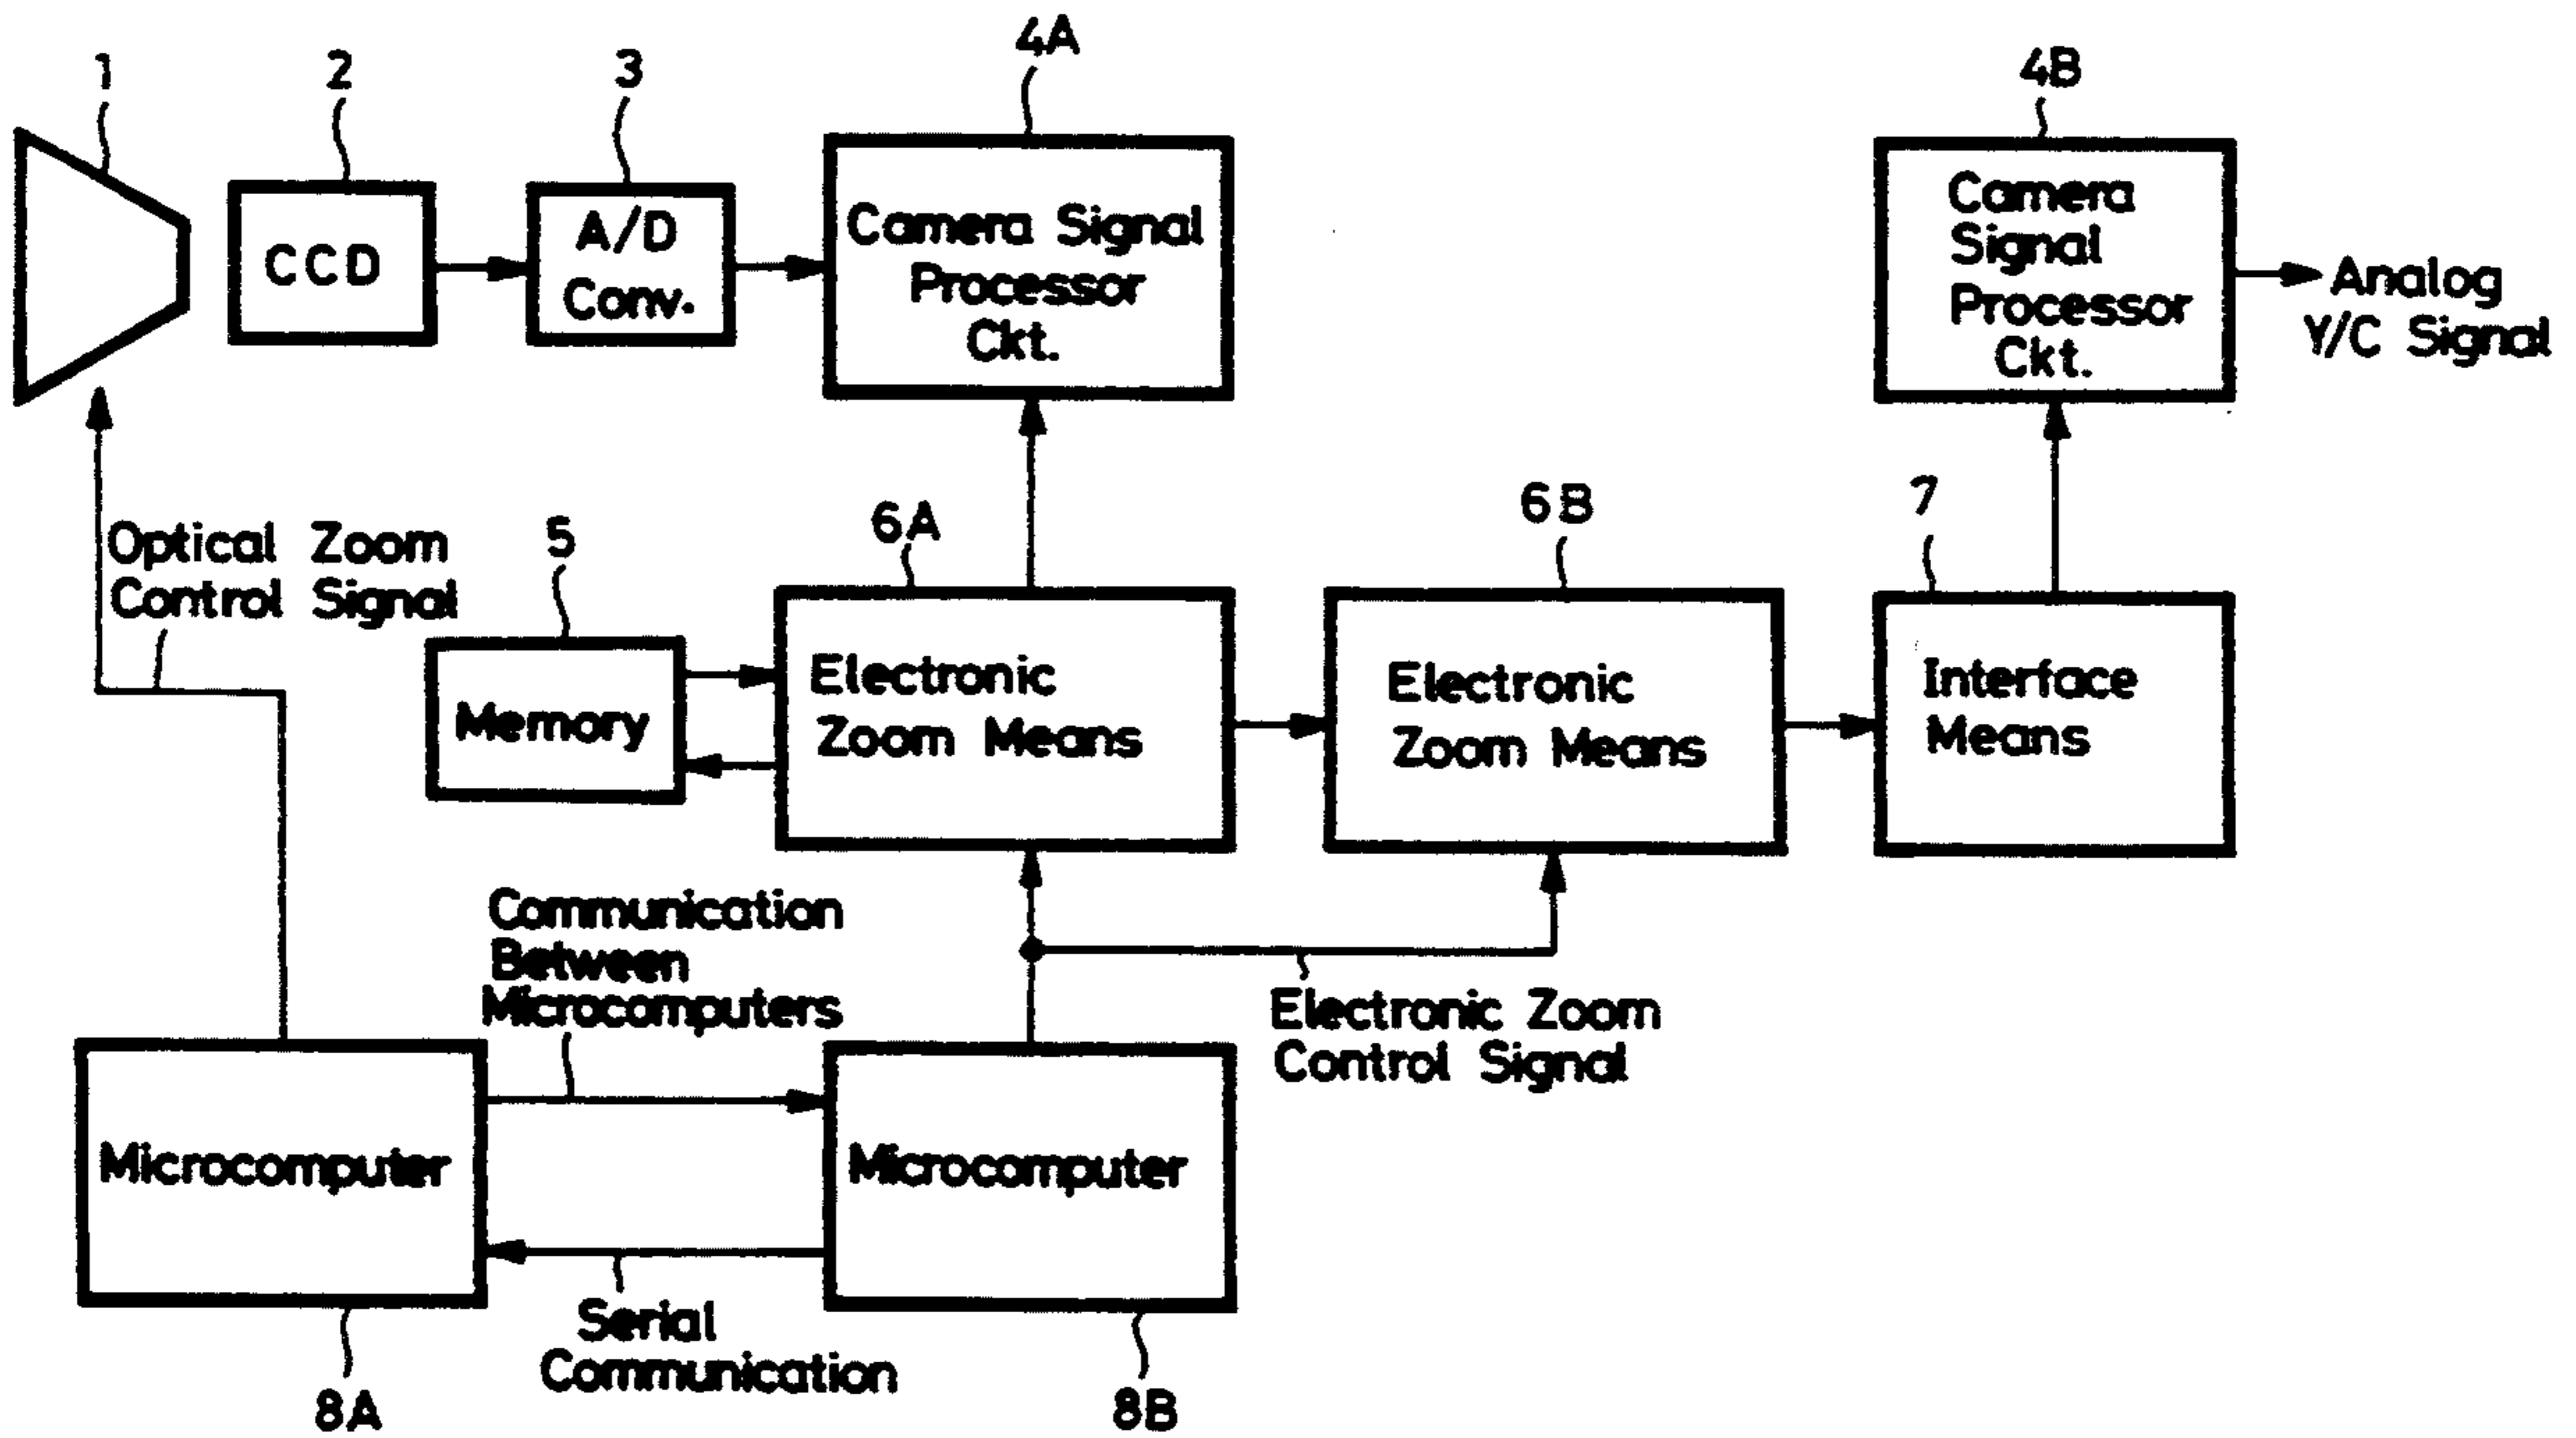 1
2
3
4A
4B
CCD
A/D
Conv.
Camera Signal
Processor
Ckt.
Camera
Signal
Processor
Ckt.
Analog
Y/C Signal
Optical Zoom
Control Signal
5
6A
6B
7
Memory
Electronic
Zoom Means
Electronic
Zoom Means
Interface
Means
Communication
Between
Microcomputers
Electronic Zoom
Control Signal
Microcomputer
Microcomputer
Serial
Communication
8A
8B